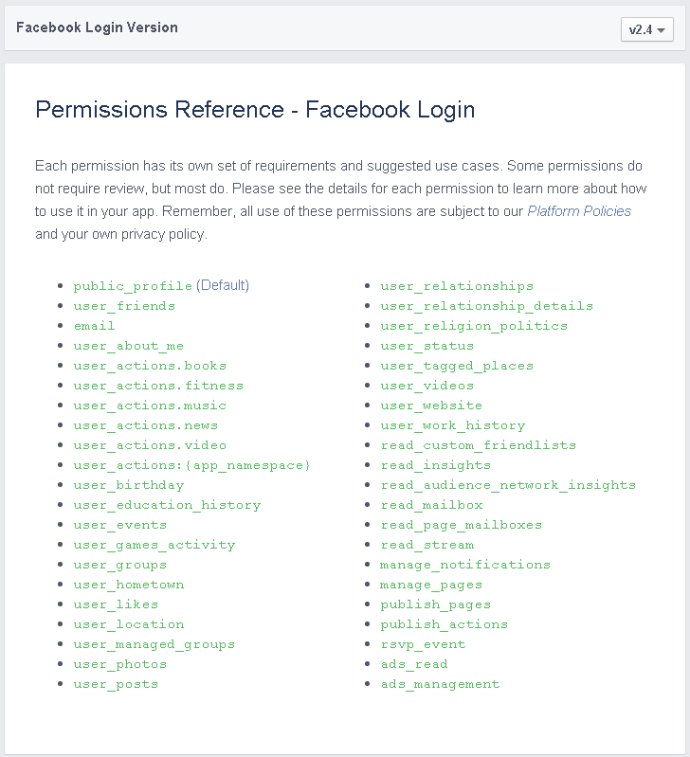 Facebook Login Version
v2.4
Permissions Reference - Facebook Login
Each permission has its own set of requirements and suggested use cases. Some permissions do
not require review, but most do. Please see the details for each permission to learn more about how
to use it in your app. Remember, all use of these permissions are subject to our Platform Policies
and your own privacy policy.
public_profile (Default)
user_friends
email
user_about_me
user_actions.books
user_actions.fitness
user_actions.music
user_actions.news
user_actions.video
user_actions:{app_namespace}
user_birthday
user_education_history
user_events
user_games_activity
user_groups
user_hometown
user_likes
user_location
user_managed_groups
user_photos
user_posts
user_relationships
user_relationship_details
user_religion_politics
user_status
user_tagged_places
user_videos
user_website
user_work_history
read_custom_friendlists
read_insights
read_audience_network_insights
read_mailbox
read_page_mailboxes
read_stream
manage_notifications
manage_pages
publish_pages
publish_actions
rsvp_event
ads_read
ads_management